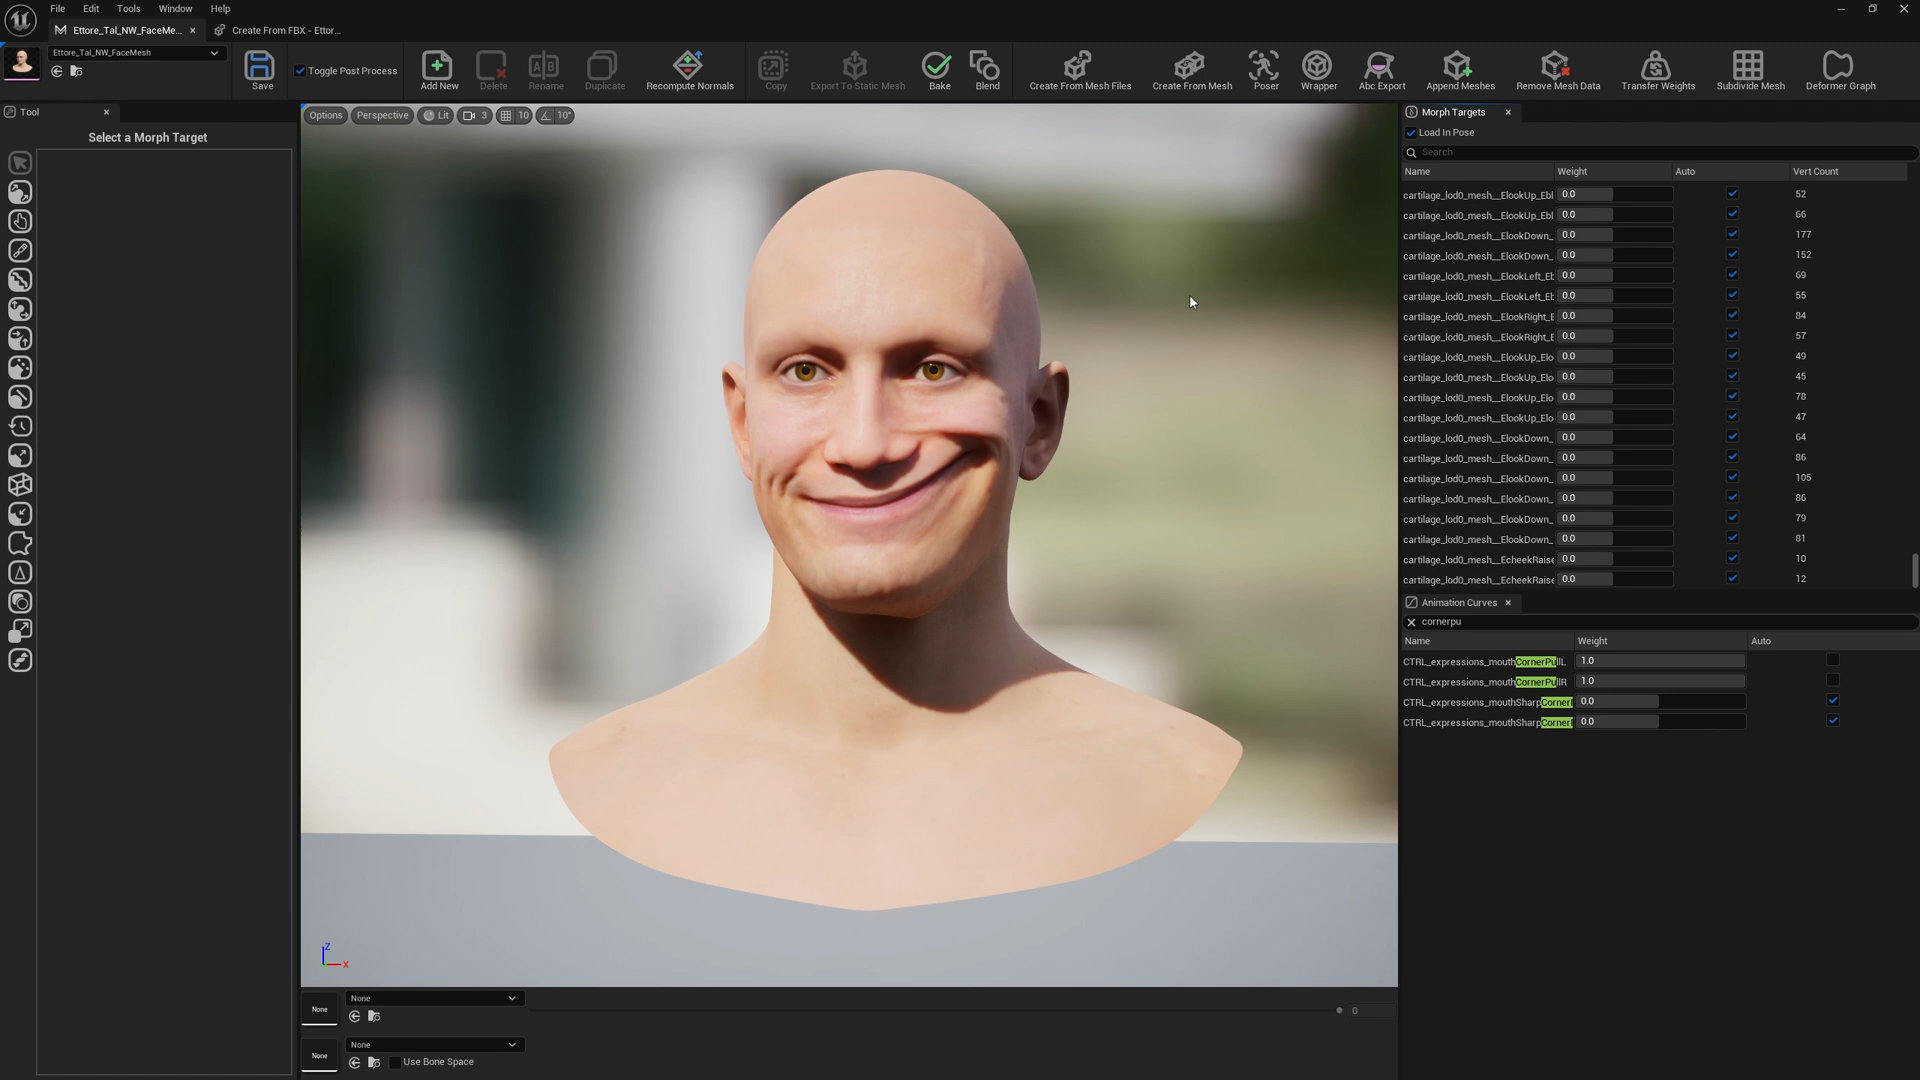 File Edit Tools Window Help
Ettore_Tal_NW_FaceMe... Create From FBX - Ettor...
Ettore_Tal_NW_FaceMesh
Toggle Post Process
Save Add New Delete Rename Duplicate Recompute Normals Copy Export To Static Mesh Bake Blend Create From Mesh Files Create From Mesh Poser Wrapper Abc Export Append Meshes Remove Mesh Data Transfer Weights Subdivide Mesh Deformer Graph
Tool
Select a Morph Target
Options Perspective Lit 3 10 10°
Morph Targets
Load In Pose
Search
Name Weight Auto Vert Count
cartilage_lod0_mesh__ElookUp_Ebl 0.0 52
cartilage_lod0_mesh__ElookUp_Ebl 0.0 66
cartilage_lod0_mesh__ElookDown_ 0.0 177
cartilage_lod0_mesh__ElookDown_ 0.0 152
cartilage_lod0_mesh__ElookLeft_Eb 0.0 69
cartilage_lod0_mesh__ElookLeft_Eb 0.0 55
cartilage_lod0_mesh__ElookRight_E 0.0 84
cartilage_lod0_mesh__ElookRight_E 0.0 57
cartilage_lod0_mesh__ElookUp_Elo 0.0 49
cartilage_lod0_mesh__ElookUp_Elo 0.0 45
cartilage_lod0_mesh__ElookUp_Elo 0.0 78
cartilage_lod0_mesh__ElookUp_Elo 0.0 47
cartilage_lod0_mesh__ElookDown_ 0.0 64
cartilage_lod0_mesh__ElookDown_ 0.0 86
cartilage_lod0_mesh__ElookDown_ 0.0 105
cartilage_lod0_mesh__ElookDown_ 0.0 86
cartilage_lod0_mesh__ElookDown_ 0.0 79
cartilage_lod0_mesh__ElookDown_ 0.0 81
cartilage_lod0_mesh__EcheekRaise 0.0 10
cartilage_lod0_mesh__EcheekRaise 0.0 12
Animation Curves
cornerpu
Name Weight Auto
CTRL_expressions_mouthCornerPullL 1.0
CTRL_expressions_mouthCornerPullR 1.0
CTRL_expressions_mouthSharpCornerP 0.0
CTRL_expressions_mouthSharpCornerP 0.0
Z
X
None None
0
None None
Use Bone Space